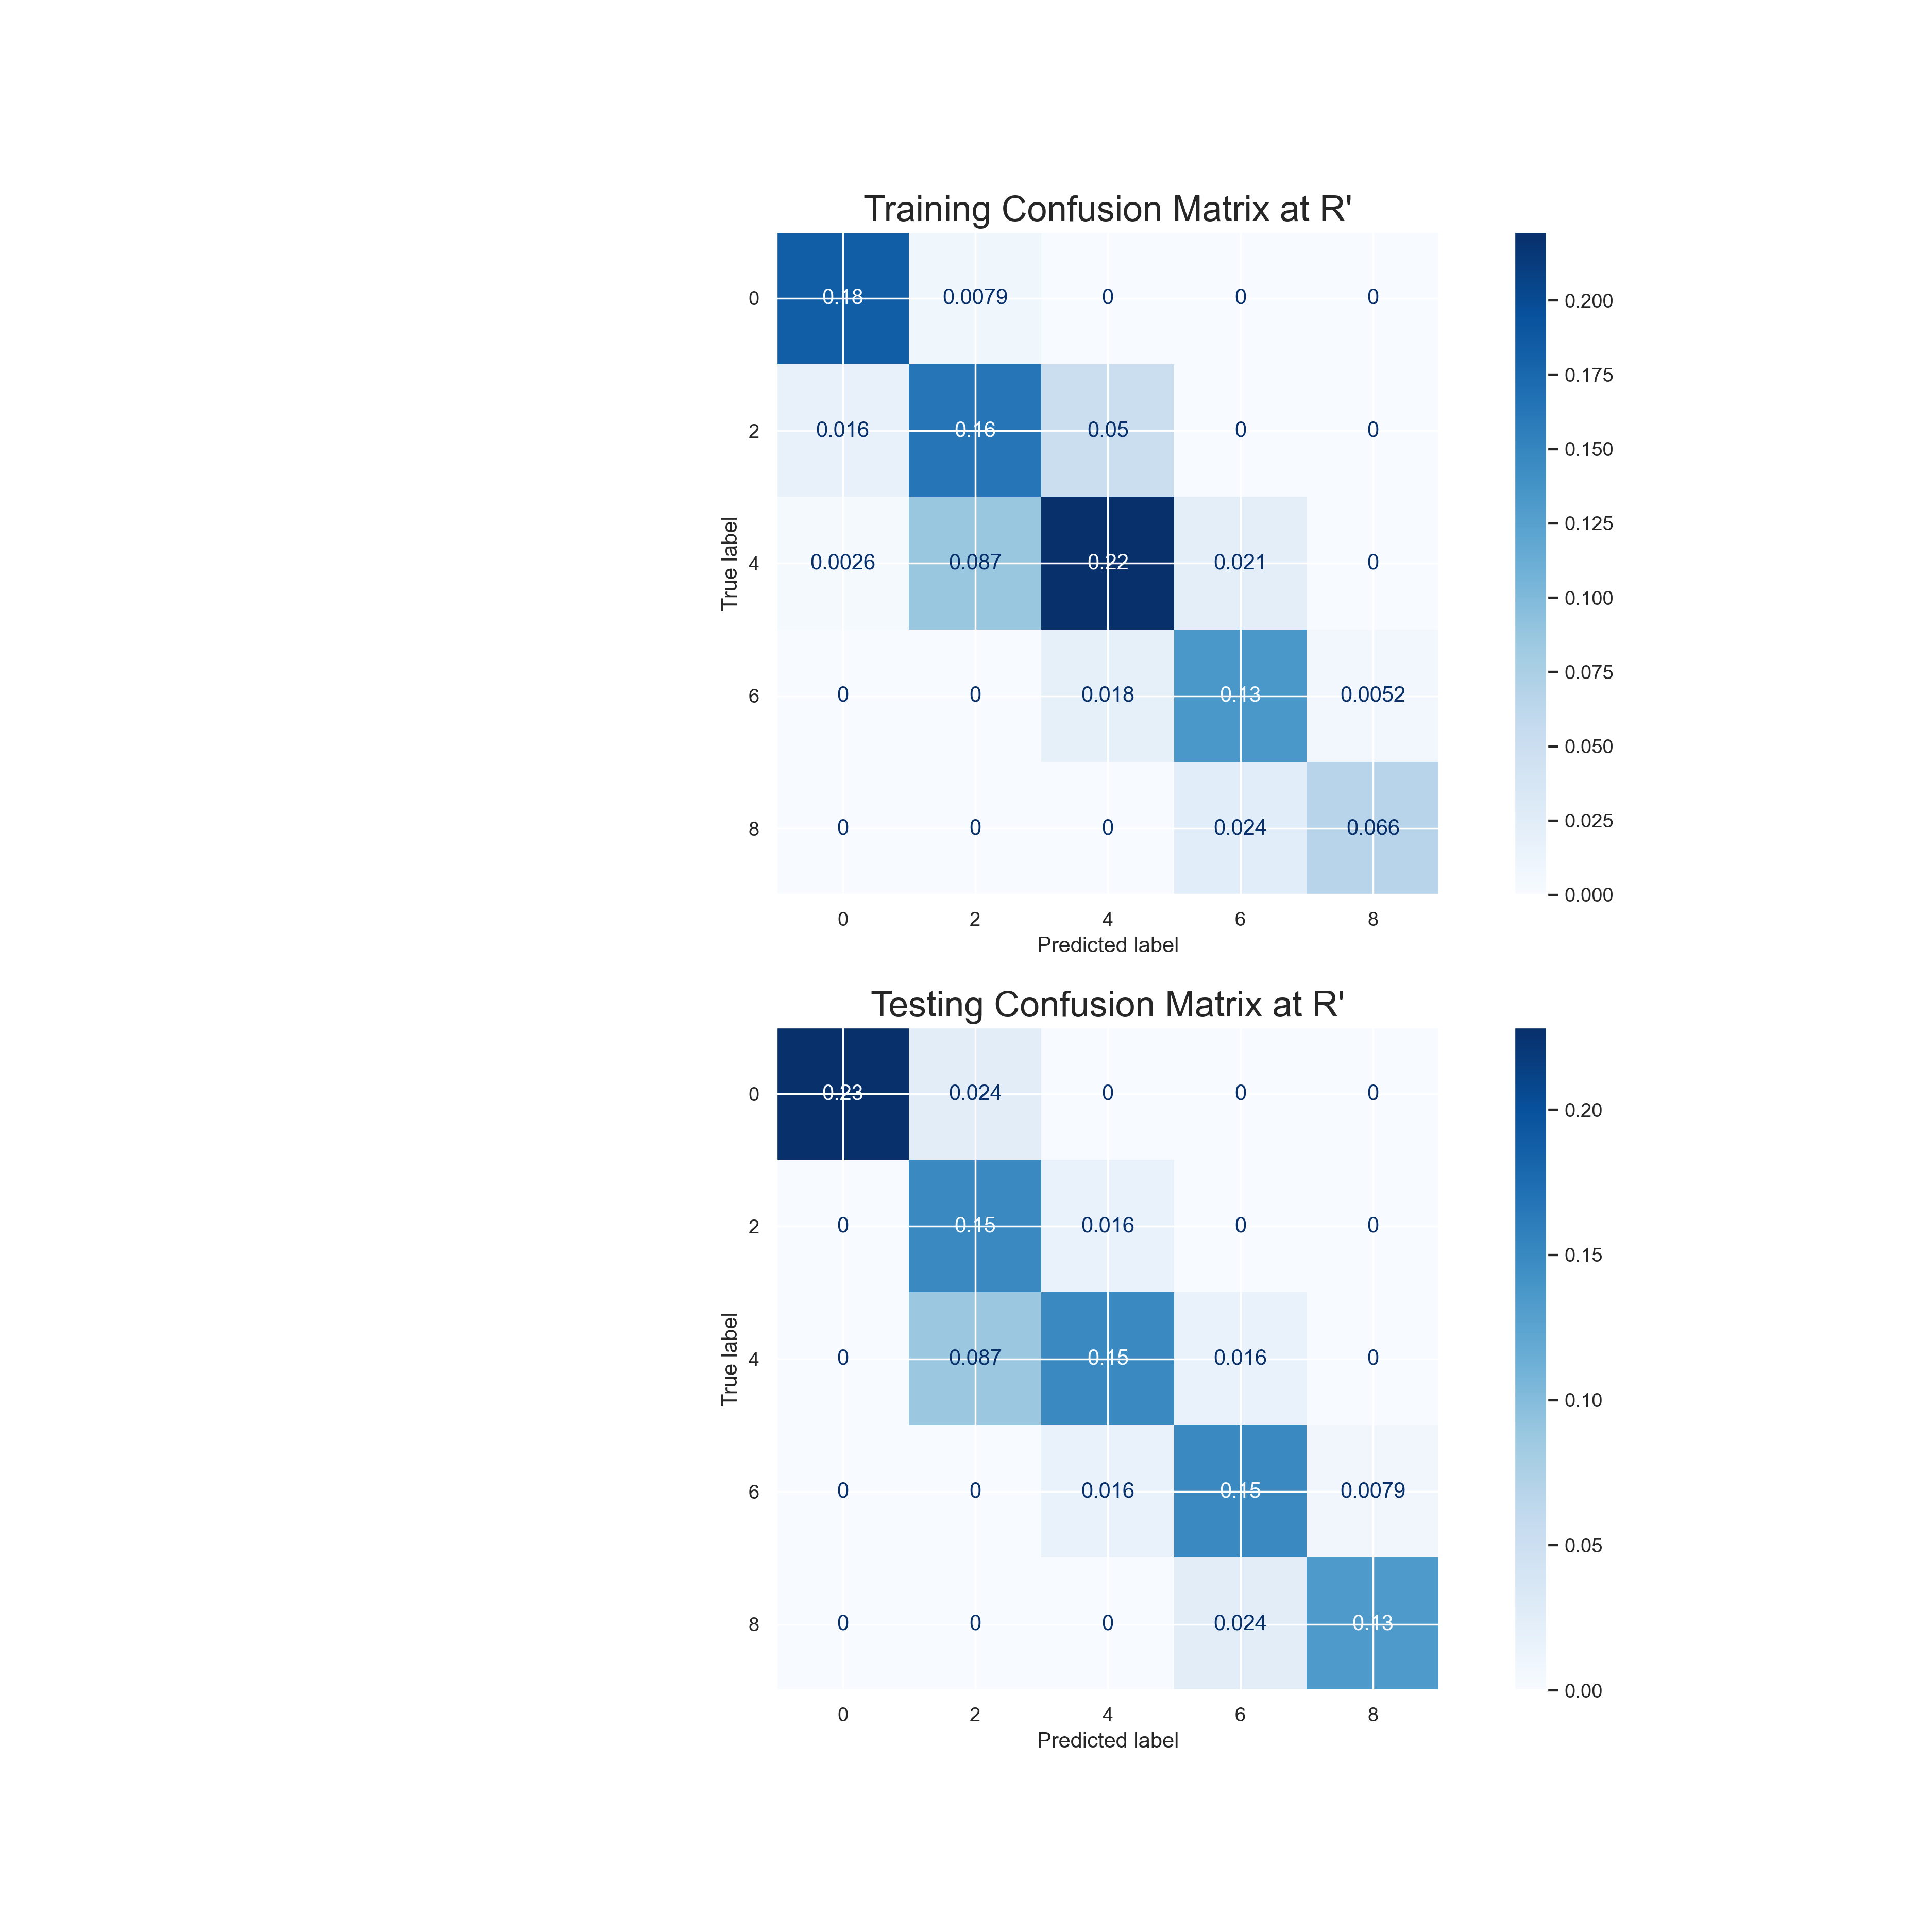 Training Confusion Matrix at R'
0 0.18 0.0079 0 0 0
2 0.016 0.16 0.05 0 0
4 0.0026 0.087 0.22 0.021 0
6 0 0 0.018 0.13 0.0052
8 0 0 0 0.024 0.066
0 2 4 6 8
True label
Predicted label
0.200
0.175
0.150
0.125
0.100
0.075
0.050
0.025
0.000
Testing Confusion Matrix at R'
0 0.23 0.024 0 0 0
2 0 0.15 0.016 0 0
4 0 0.087 0.15 0.016 0
6 0 0 0.016 0.15 0.0079
8 0 0 0 0.024 0.13
0 2 4 6 8
True label
Predicted label
0.20
0.15
0.10
0.05
0.00